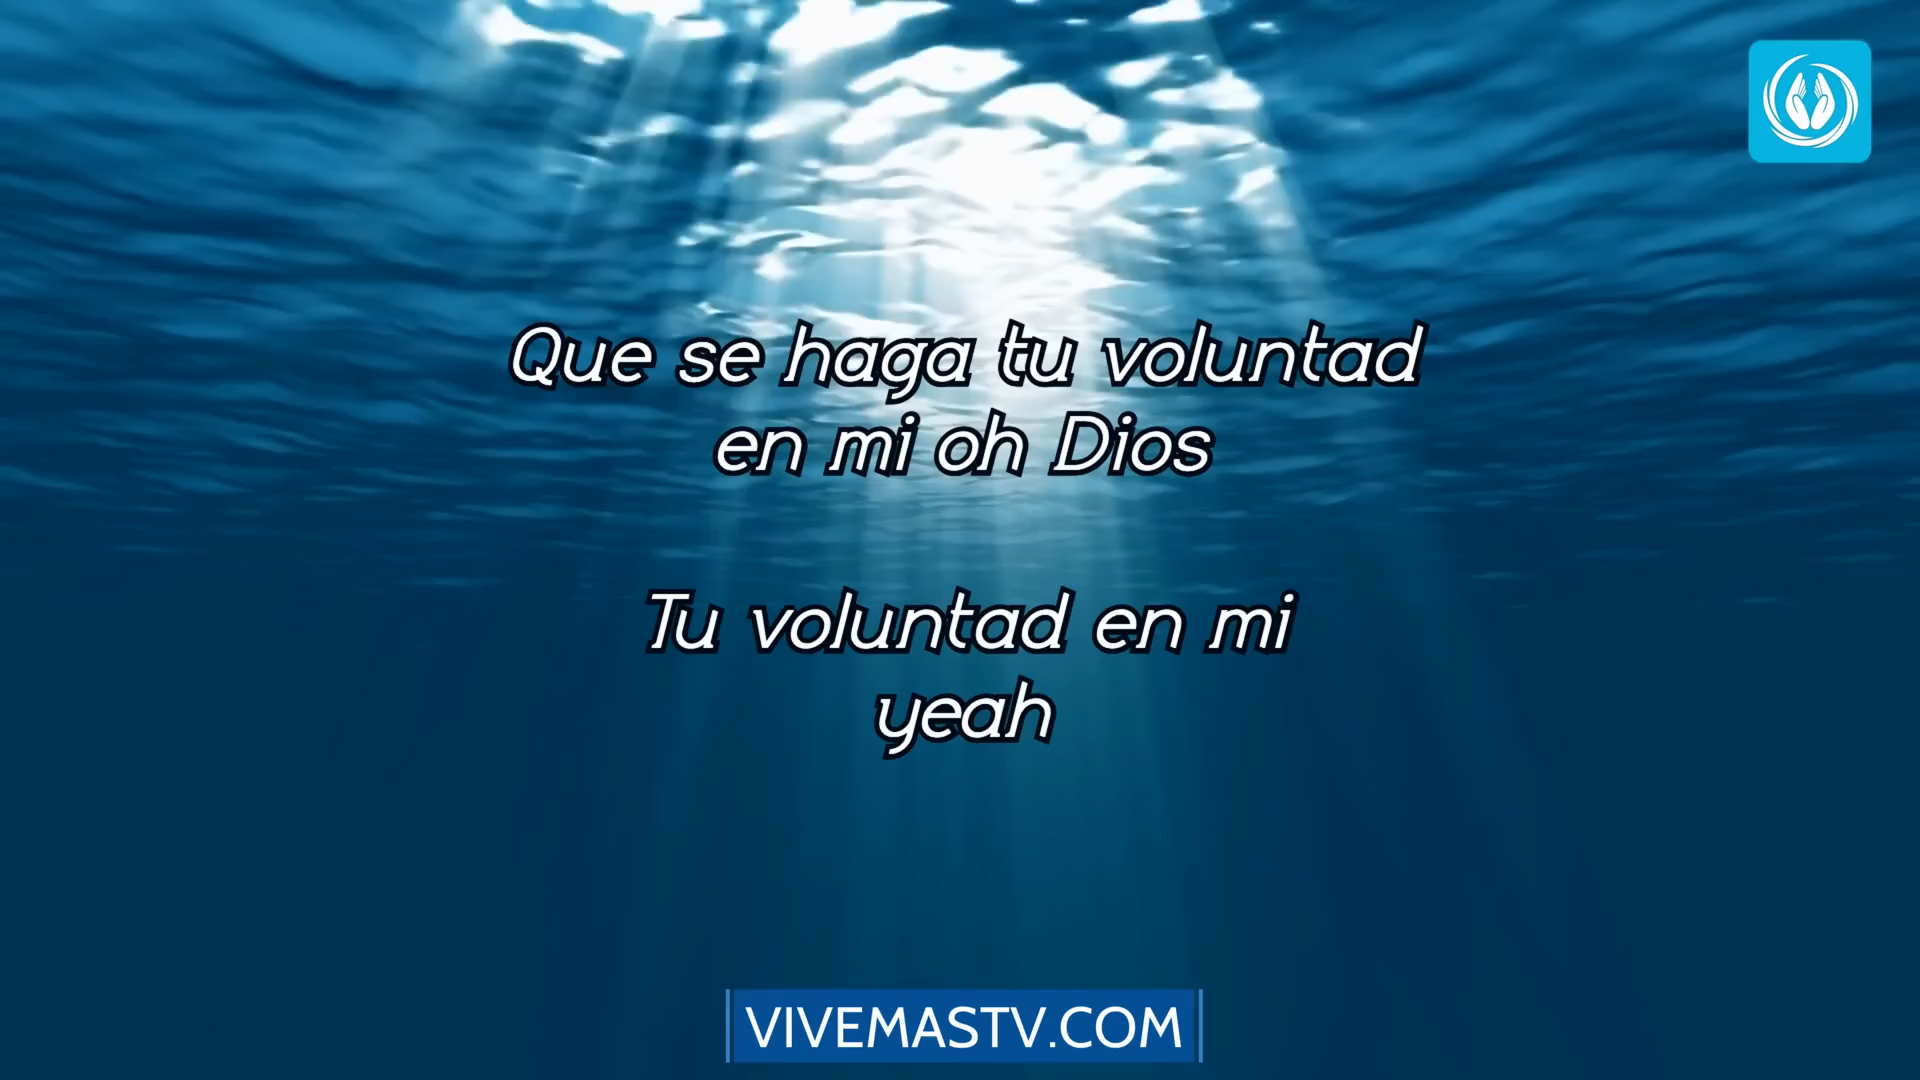 Que se haga tu voluntad
en mi oh Dios
Tu voluntad en mi
yeah
VIVEMASTV.COM